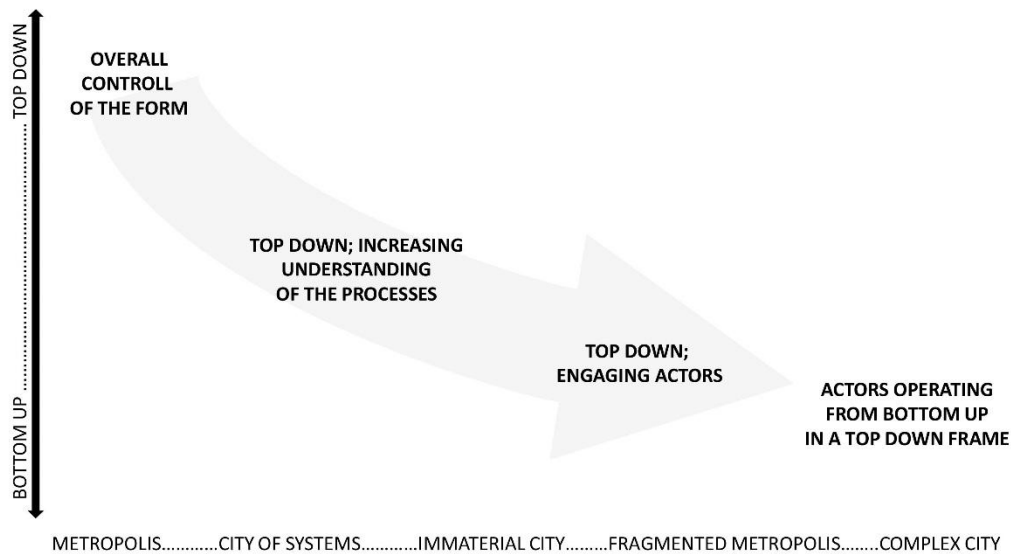 TOP DOWN
OVERALL
CONTROLL
OF THE FORM
TOP DOWN; INCREASING
UNDERSTANDING
OF THE PROCESSES
TOP DOWN;
ENGAGING ACTORS
ACTORS OPERATING
FROM BOTTOM UP
IN A TOP DOWN FRAME
BOTTOM UP
METROPOLIS............CITY OF SYSTEMS............IMMATERIAL CITY.........FRAGMENTED METROPOLIS........COMPLEX CITY